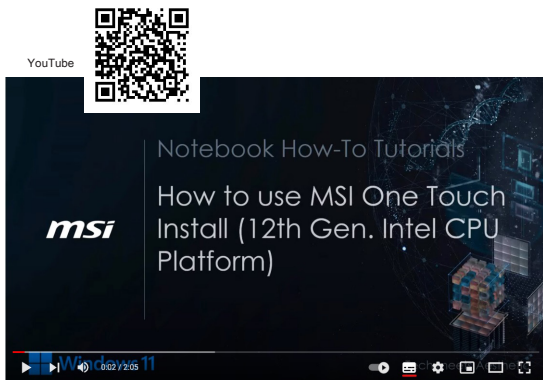 YouTube
Notebook How-To Tutorials
How to use MSI One Touch
Install (12th Gen. Intel CPU
Platform)
msi
Windows 11
0:02 / 2:05